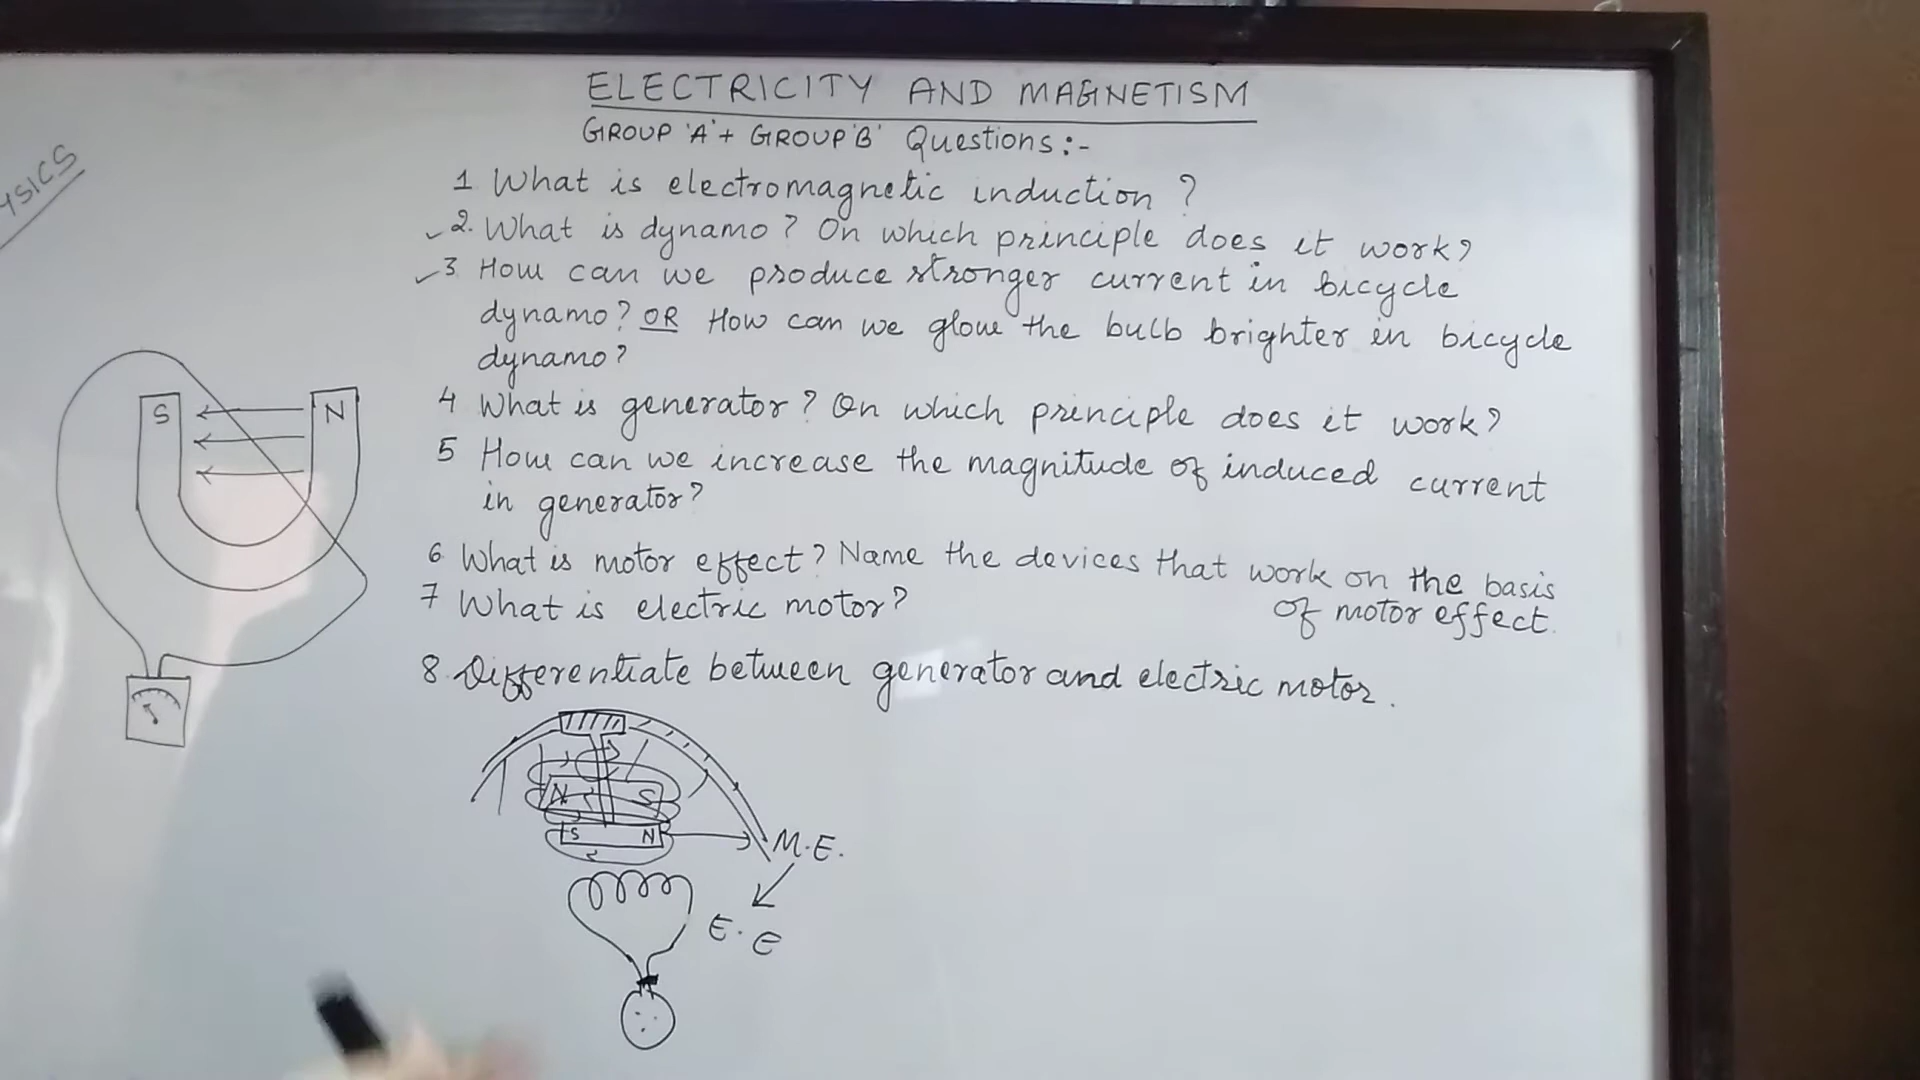 ELECTRICITY AND MAGNETISM
GROUP 'A' + GROUP 'B' Questions:-
YSICS
1 What is electromagnetic induction ?
2. What is dynamo? On which principle does it work?
3 How can we produce stronger current in bicycle
dynamo? OR How can we glow the bulb brighter in bicycle
dynamo?
4 What is generator? On which principle does it work?
5 How can we increase the magnitude of induced current
in generator?
6 What is motor effect? Name the devices that work on the basis
of motor effect.
7 What is electric motor?
8. Differentiate between generator and electric motor.
S N
N S
S N
M.E.
E.E